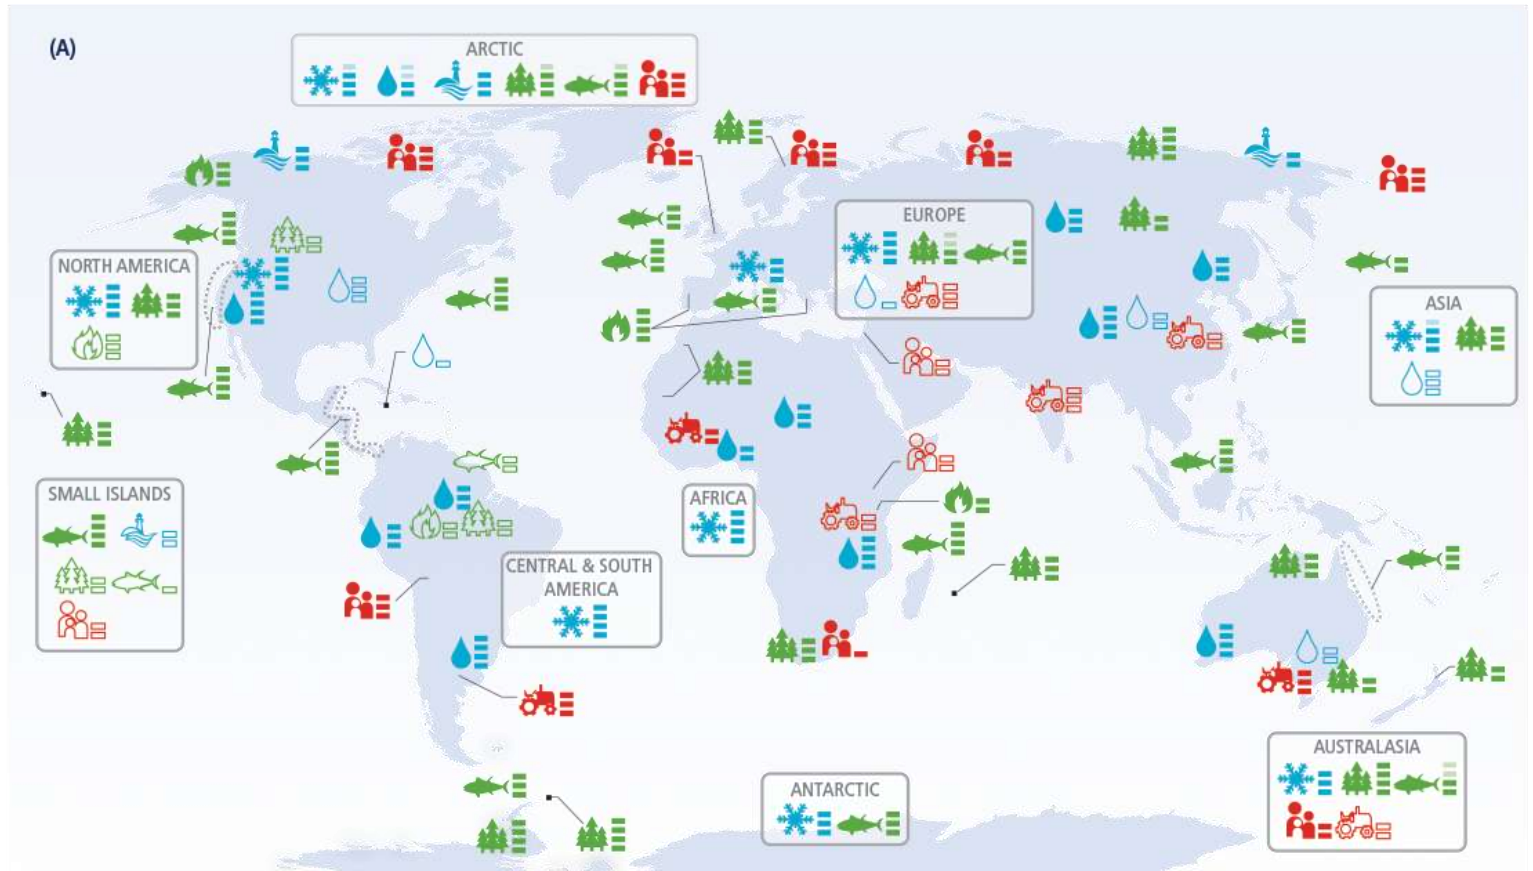 (A)
ARCTIC
EUROPE
NORTH AMERICA
ASIA
SMALL ISLANDS
AFRICA
CENTRAL & SOUTH
AMERICA
AUSTRALASIA
ANTARCTIC